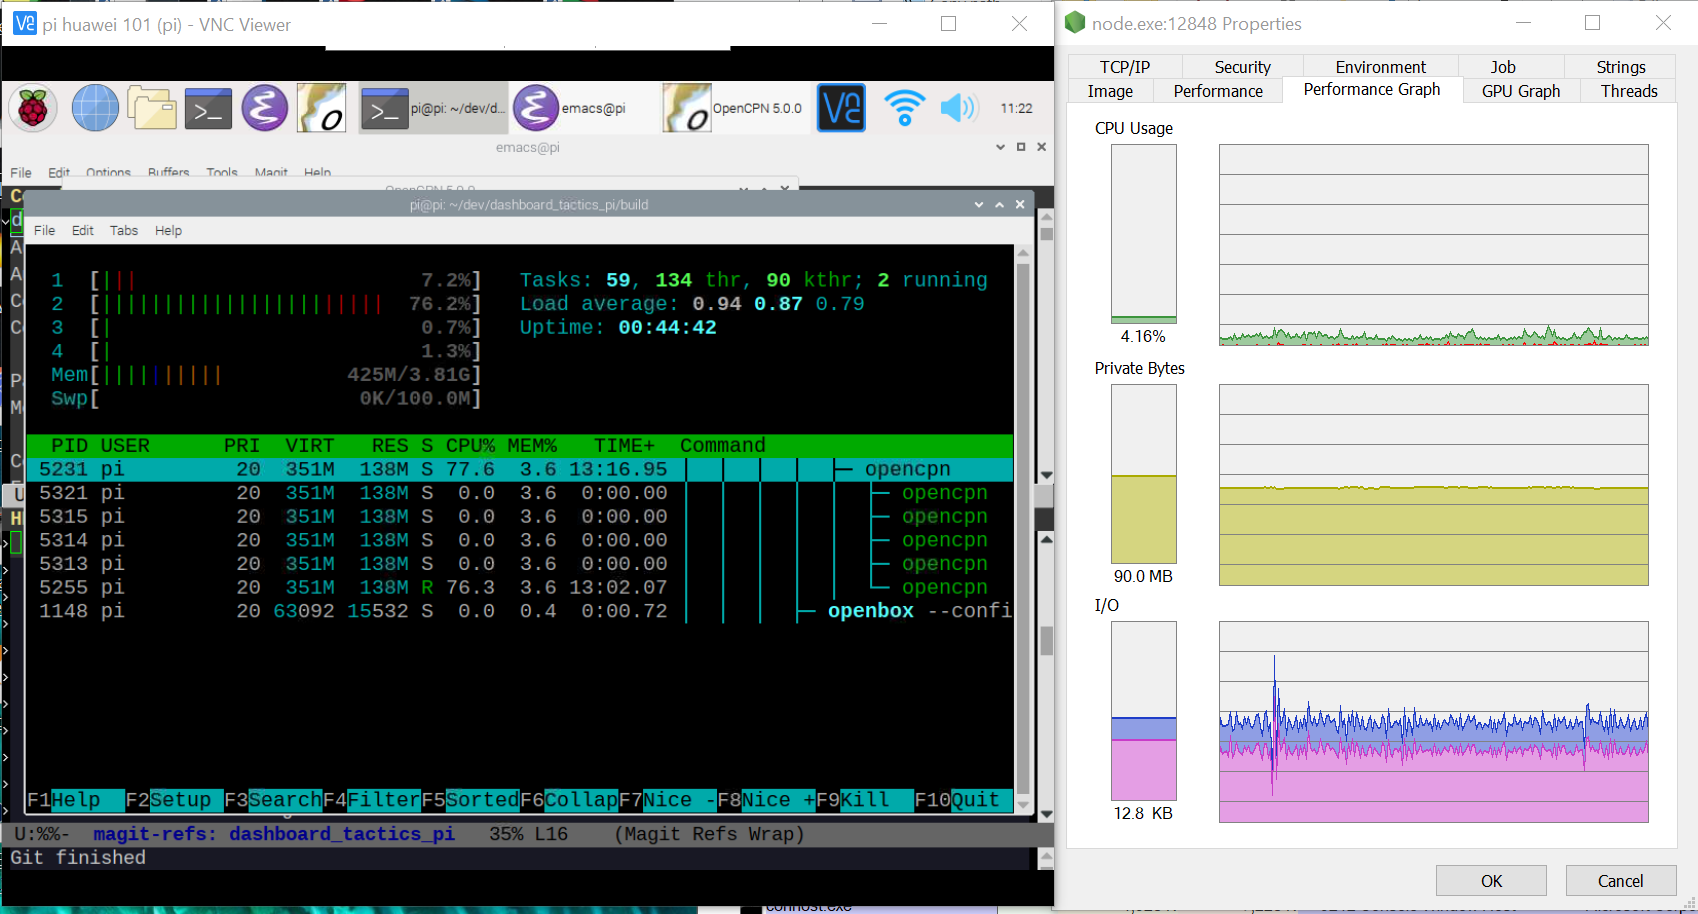 pi huawei 101 (pi) - VNC Viewer
pi@pi: ~/dev/d...
emacs@pi
OpenCPN 5.0.0
11:22
emacs@pi
File Edit Options Buffers Tools Magit Help
OpenCPN 5.0.0
pi@pi: ~/dev/dashboard_tactics_pi/build
File Edit Tabs Help
1 [||| 7.2%] Tasks: 59, 134 thr, 90 kthr; 2 running
2 [||||||||||||||||||||||| 76.2%] Load average: 0.94 0.87 0.79
3 [| 0.7%] Uptime: 00:44:42
4 [| 1.3%]
Mem[|||||||||| 425M/3.81G]
Swp[ 0K/100.0M]
PID USER PRI VIRT RES S CPU% MEM% TIME+ Command
5231 pi 20 351M 138M S 77.6 3.6 13:16.95 │ │ │ │ ├─ opencpn
5321 pi 20 351M 138M S 0.0 3.6 0:00.00 │ │ │ │ │ ├─ opencpn
5315 pi 20 351M 138M S 0.0 3.6 0:00.00 │ │ │ │ │ ├─ opencpn
5314 pi 20 351M 138M S 0.0 3.6 0:00.00 │ │ │ │ │ ├─ opencpn
5313 pi 20 351M 138M S 0.0 3.6 0:00.00 │ │ │ │ │ ├─ opencpn
5255 pi 20 351M 138M R 76.3 3.6 13:02.07 │ │ │ │ │ └─ opencpn
1148 pi 20 63092 15532 S 0.0 0.4 0:00.72 │ │ │ ├─ openbox --confi
F1Help F2Setup F3SearchF4FilterF5SortedF6CollapF7Nice -F8Nice +F9Kill F10Quit
U:%%- magit-refs: dashboard_tactics_pi 35% L16 (Magit Refs Wrap)
Git finished
node.exe:12848 Properties
TCP/IP Security Environment Job Strings
Image Performance Performance Graph GPU Graph Threads
CPU Usage
4.16%
Private Bytes
90.0 MB
I/O
12.8 KB
OK Cancel